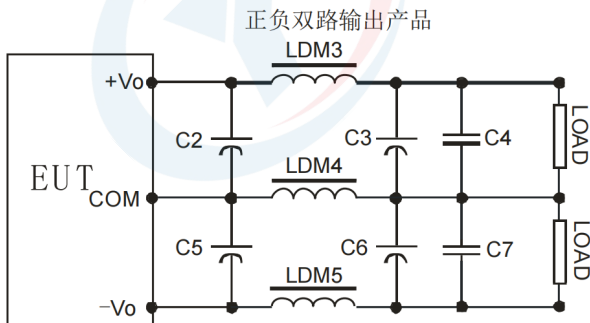 正负双路输出产品
LDM3
+Vo
C2
C3
C4
LOAD
EUT
LDM4
COM
C5
C6
C7
LOAD
LDM5
−Vo